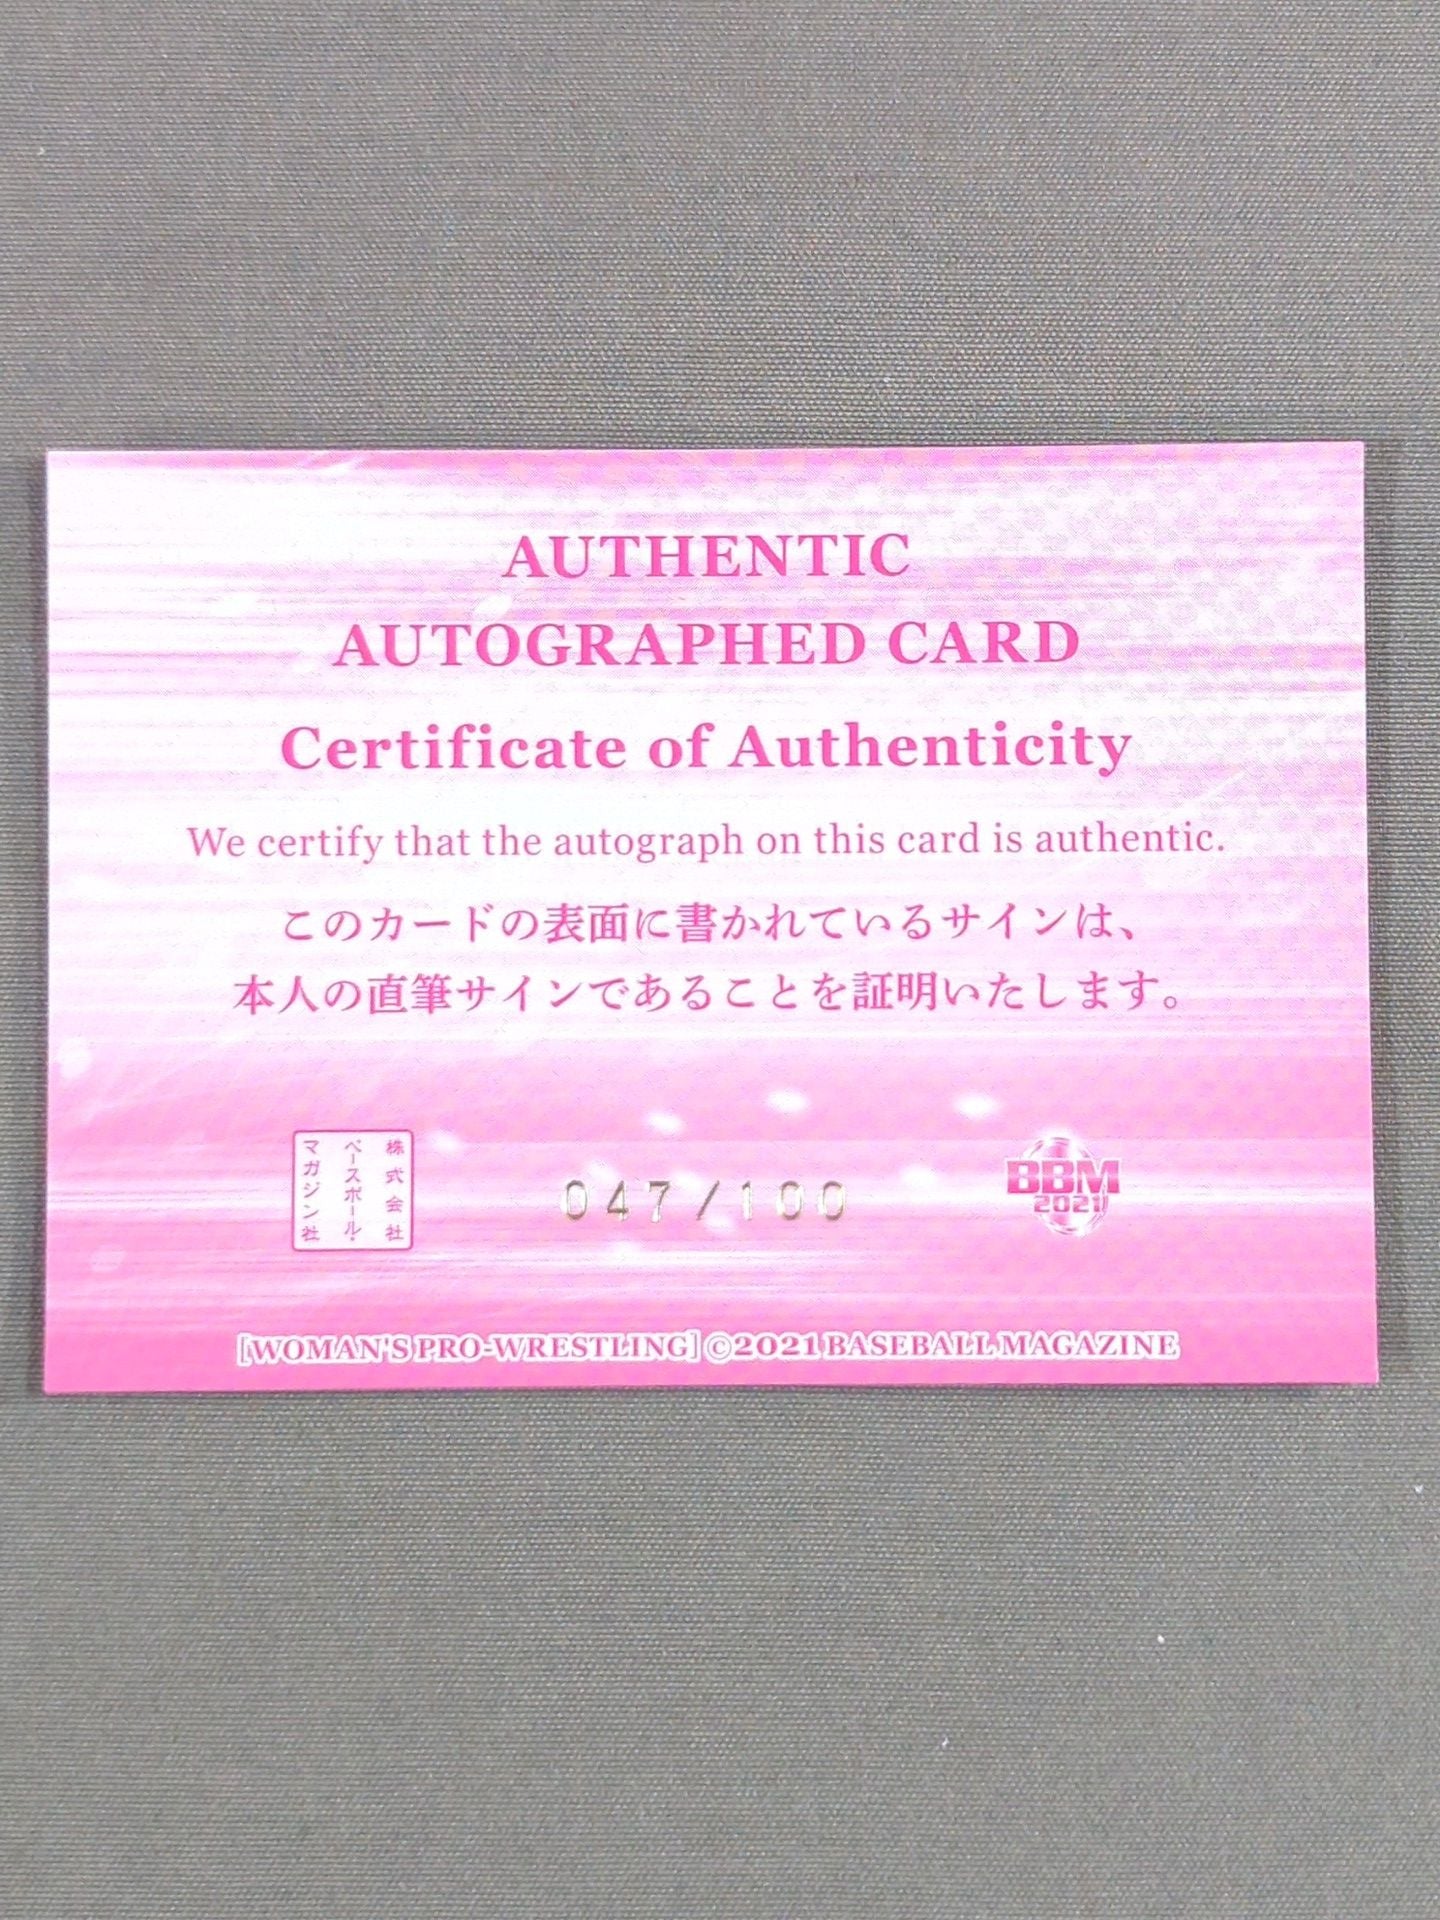 AUTHENTIC
AUTOGRAPHED CARD
Certificate of Authenticity
We certify that the autograph on this card is authentic.
このカードの表面に書かれているサインは、
本人の直筆サインであることを証明いたします。
株式会社
ベースボール・
マガジン社
047/100
BBM
2021
[WOMAN'S PRO-WRESTLING] ©2021 BASEBALL MAGAZINE